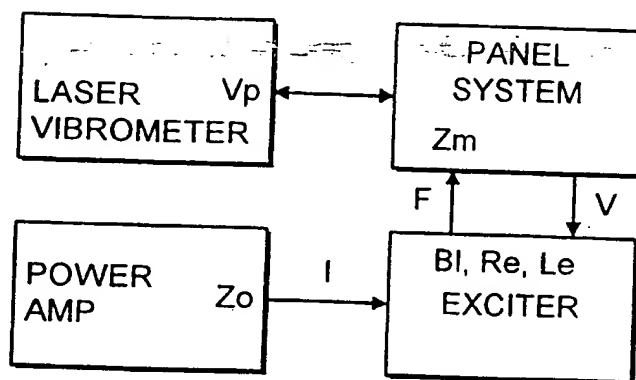 LASER
VIBROMETER
Vp
PANEL
SYSTEM
Zm
F
V
POWER
AMP
Zo
I
Bl, Re, Le
EXCITER